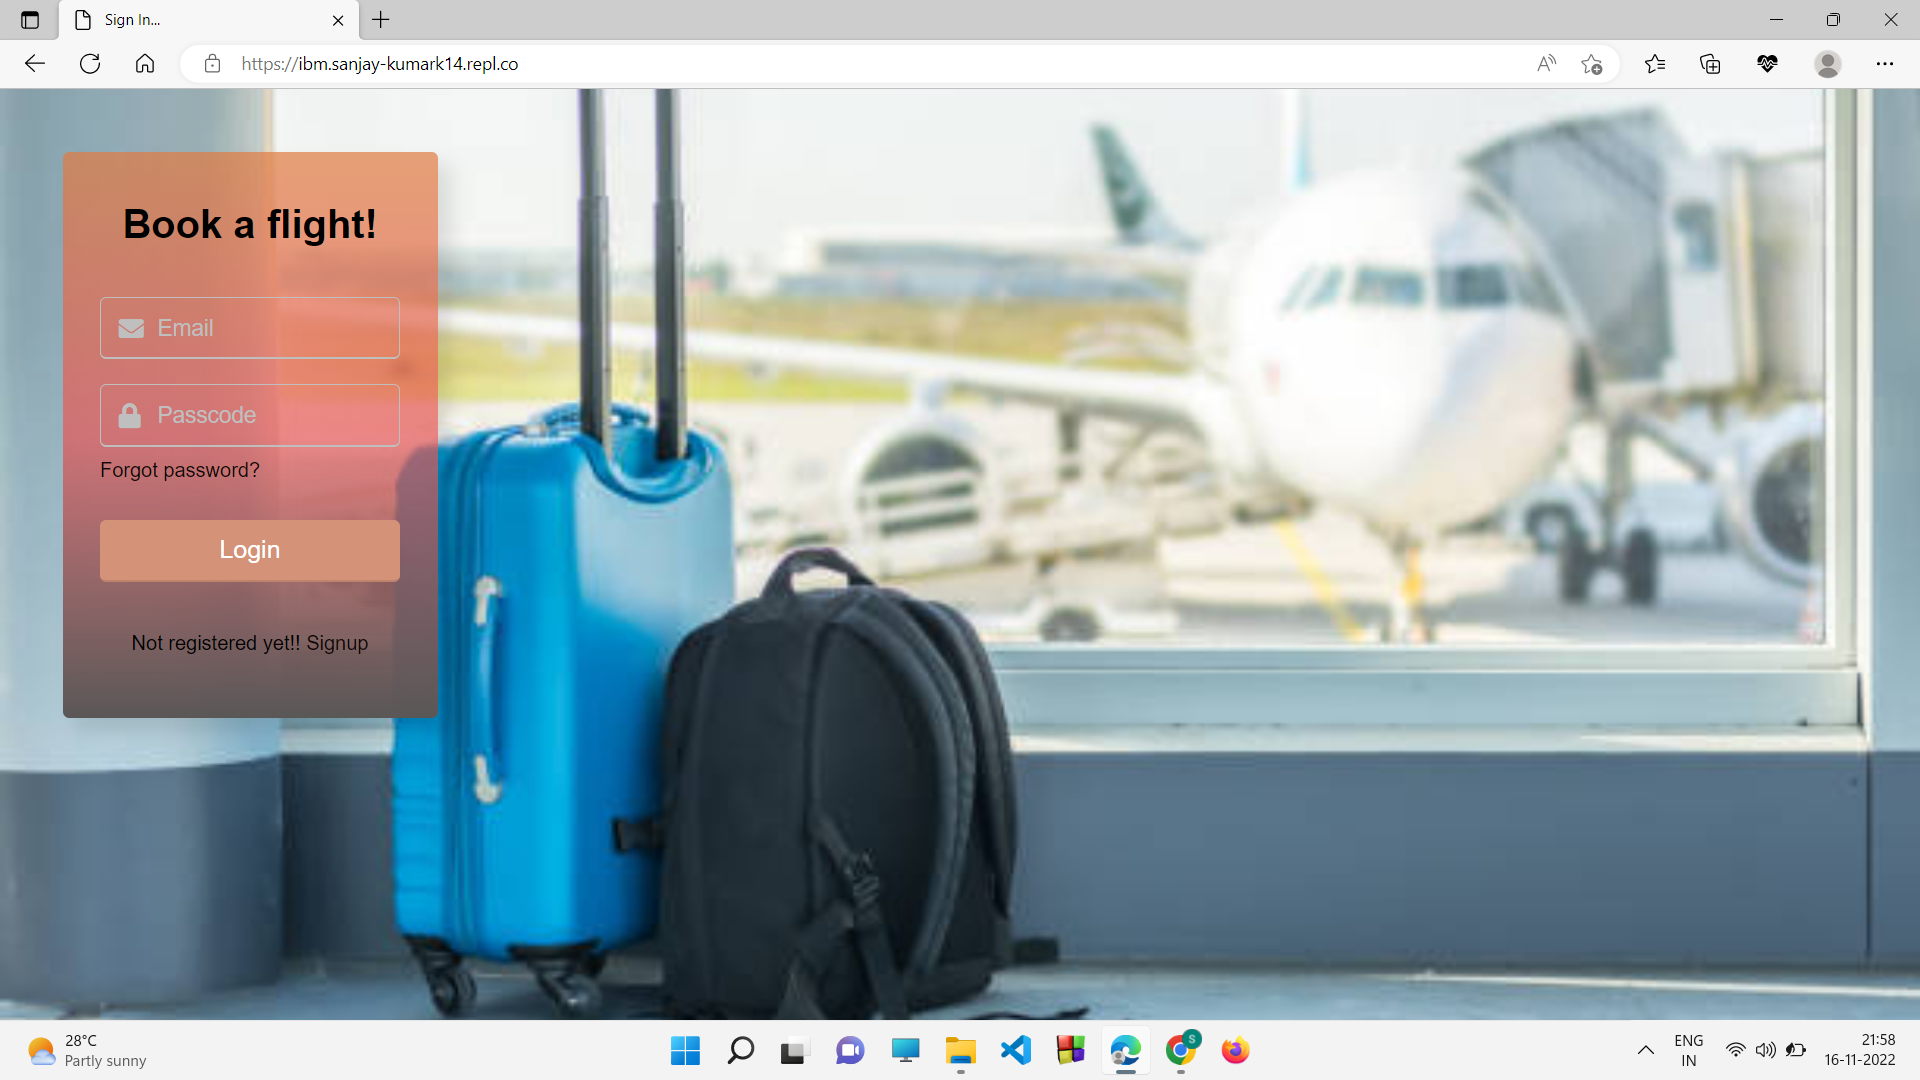 Sign In...
https://ibm.sanjay-kumark14.repl.co
Book a flight!
Email
Passcode
Forgot password?
Login
Not registered yet!! Signup
28°C
Partly sunny
S
ENG
IN
21:58
16-11-2022